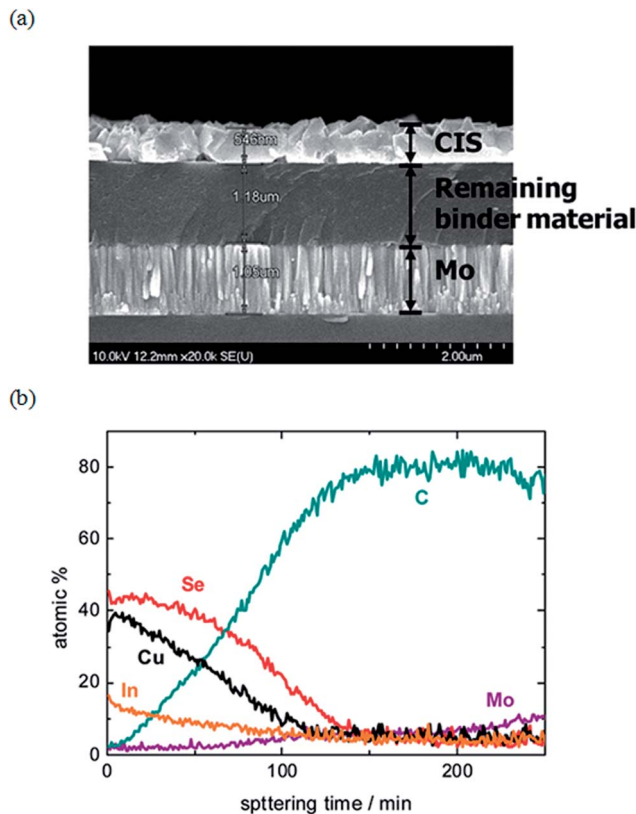 (a)
546nm
CIS
1.18um
Remaining
binder material
1.05um
Mo
10.0kV 12.2mm x20.0k SE(U)
2.00um
(b)
80
60
40
20
0
atomic %
C
Se
Cu
In
Mo
0
100
200
spttering time / min